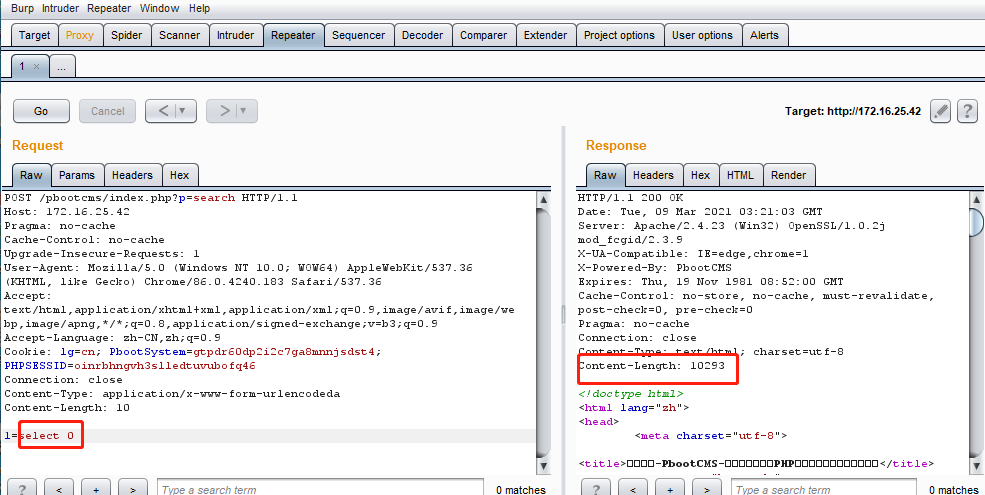 Burp Intruder Repeater Window Help
Target Proxy Spider Scanner Intruder Repeater Sequencer Decoder Comparer Extender Project options User options Alerts
1 × ...
Go Cancel < ▼ > ▼ Target: http://172.16.25.42 ?
Request
Raw Params Headers Hex
POST /pbootcms/index.php?p=search HTTP/1.1
Host: 172.16.25.42
Pragma: no-cache
Cache-Control: no-cache
Upgrade-Insecure-Requests: 1
User-Agent: Mozilla/5.0 (Windows NT 10.0; WOW64) AppleWebKit/537.36
(KHTML, like Gecko) Chrome/86.0.4240.183 Safari/537.36
Accept:
text/html,application/xhtml+xml,application/xml;q=0.9,image/avif,image/we
bp,image/apng,*/*;q=0.8,application/signed-exchange;v=b3;q=0.9
Accept-Language: zh-CN,zh;q=0.9
Cookie: lg=cn; PbootSystem=gtpdr60dp2i2c7ga8mnnjsdst4;
PHPSESSID=oinrbhngvh3slledtuvubofq46
Connection: close
Content-Type: application/x-www-form-urlencodeda
Content-Length: 10
1=select 0
? < + > Type a search term 0 matches
Response
Raw Headers Hex HTML Render
HTTP/1.1 200 OK
Date: Tue, 09 Mar 2021 03:21:03 GMT
Server: Apache/2.4.23 (Win32) OpenSSL/1.0.2j
mod_fcgid/2.3.9
X-UA-Compatible: IE=edge,chrome=1
X-Powered-By: PbootCMS
Expires: Thu, 19 Nov 1981 08:52:00 GMT
Cache-Control: no-store, no-cache, must-revalidate,
post-check=0, pre-check=0
Pragma: no-cache
Connection: close
Content-Type: text/html; charset=utf-8
Content-Length: 10293
<!doctype html>
<html lang="zh">
<head>
<meta charset="utf-8">
<title>□□□□-PbootCMS-□□□□□□□PHP□□□□□□□□□□□□</title>
? < + > Type a search term 0 matches